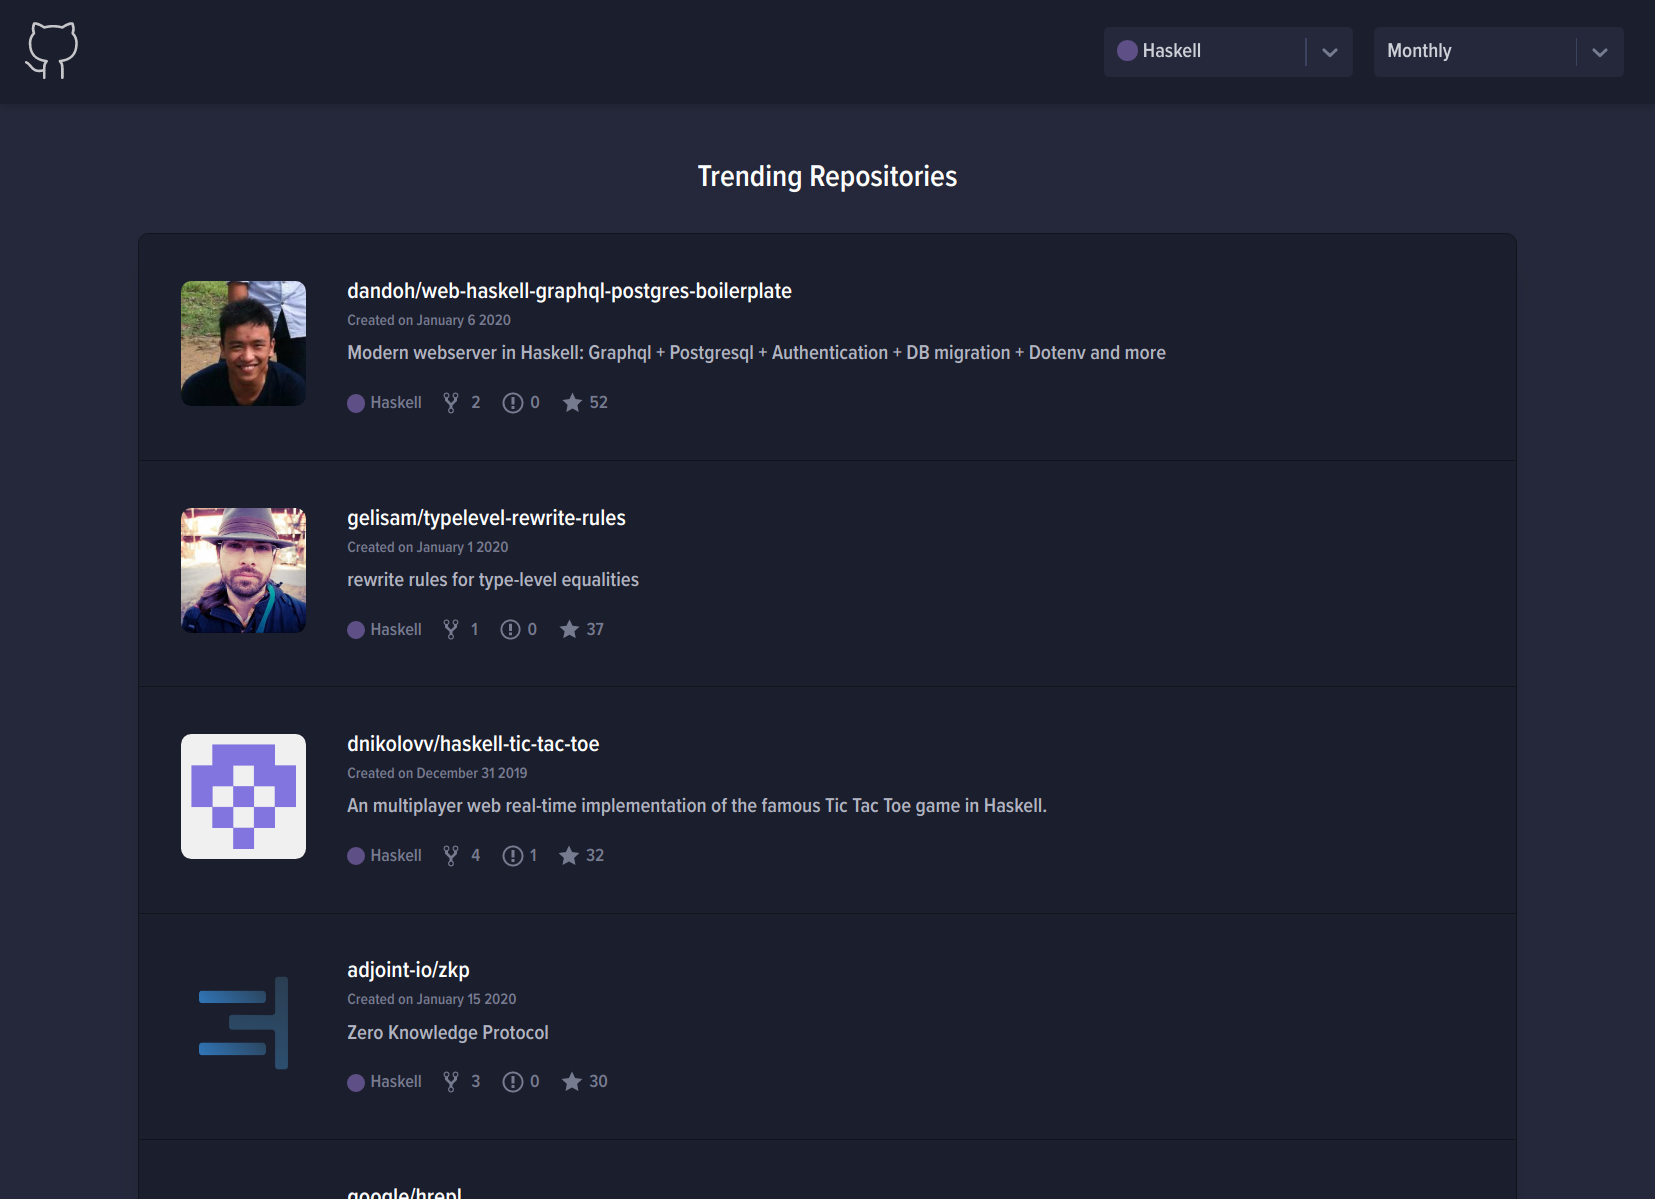 Haskell
Monthly
Trending Repositories
dandoh/web-haskell-graphql-postgres-boilerplate
Created on January 6 2020
Modern webserver in Haskell: Graphql + Postgresql + Authentication + DB migration + Dotenv and more
Haskell 2 0 52
gelisam/typelevel-rewrite-rules
Created on January 1 2020
rewrite rules for type-level equalities
Haskell 1 0 37
dnikolovv/haskell-tic-tac-toe
Created on December 31 2019
An multiplayer web real-time implementation of the famous Tic Tac Toe game in Haskell.
Haskell 4 1 32
adjoint-io/zkp
Created on January 15 2020
Zero Knowledge Protocol
Haskell 3 0 30
google/hrepl